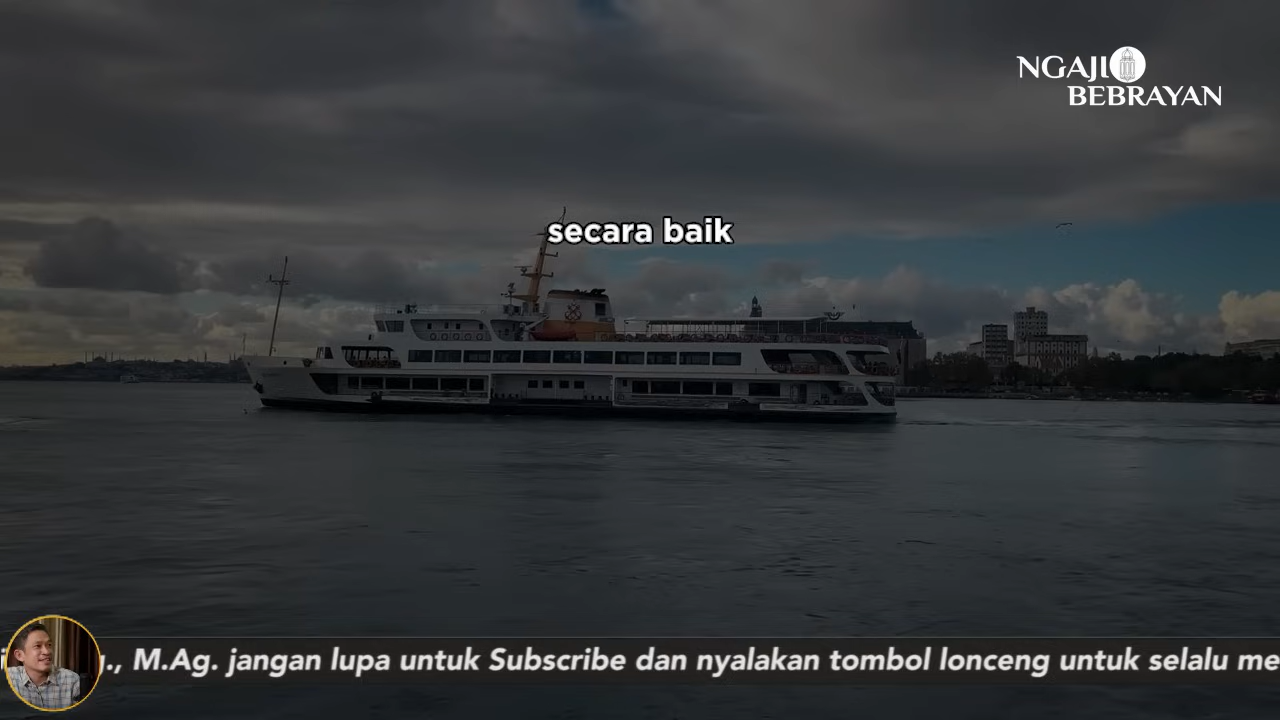 NGAJI
BEBRAYAN
secara baik
g., M.Ag. jangan lupa untuk Subscribe dan nyalakan tombol lonceng untuk selalu me